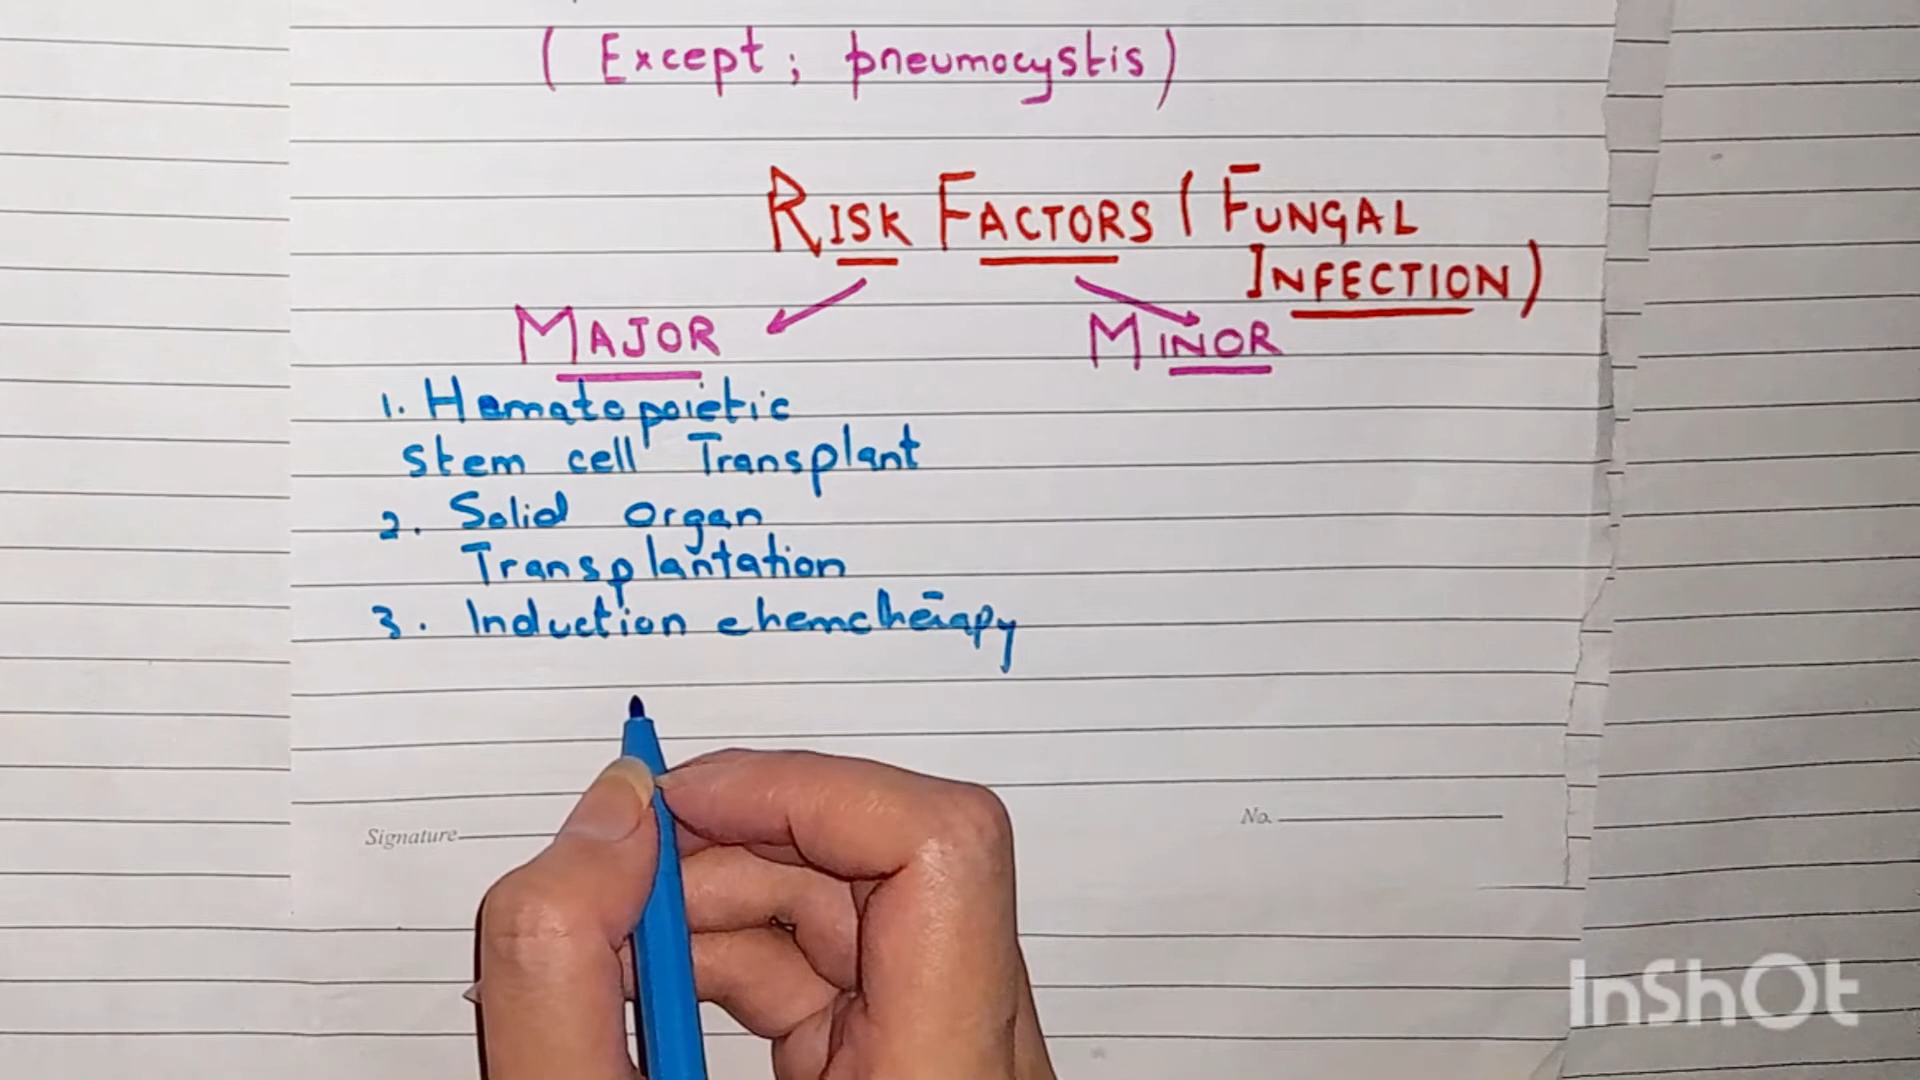 ( Except ; pneumocystis)
RISK FACTORS ( FUNGAL
INFECTION )
MAJOR
MINOR
1. Hematopoietic
stem cell Transplant
2. Solid organ
Transplantation
3. Induction chemotherapy
Signature
No.
InShOt